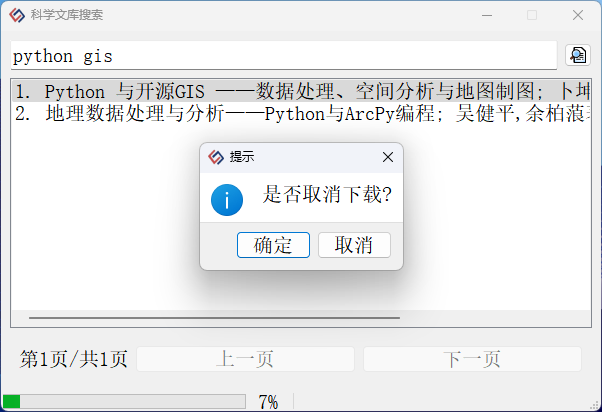 科学文库搜索
python gis
1. Python 与开源GIS ——数据处理、空间分析与地图制图; 卜坤
2. 地理数据处理与分析——Python与ArcPy编程; 吴健平,余柏蒗
提示
是否取消下载?
确定
取消
第1页/共1页
上一页
下一页
7%